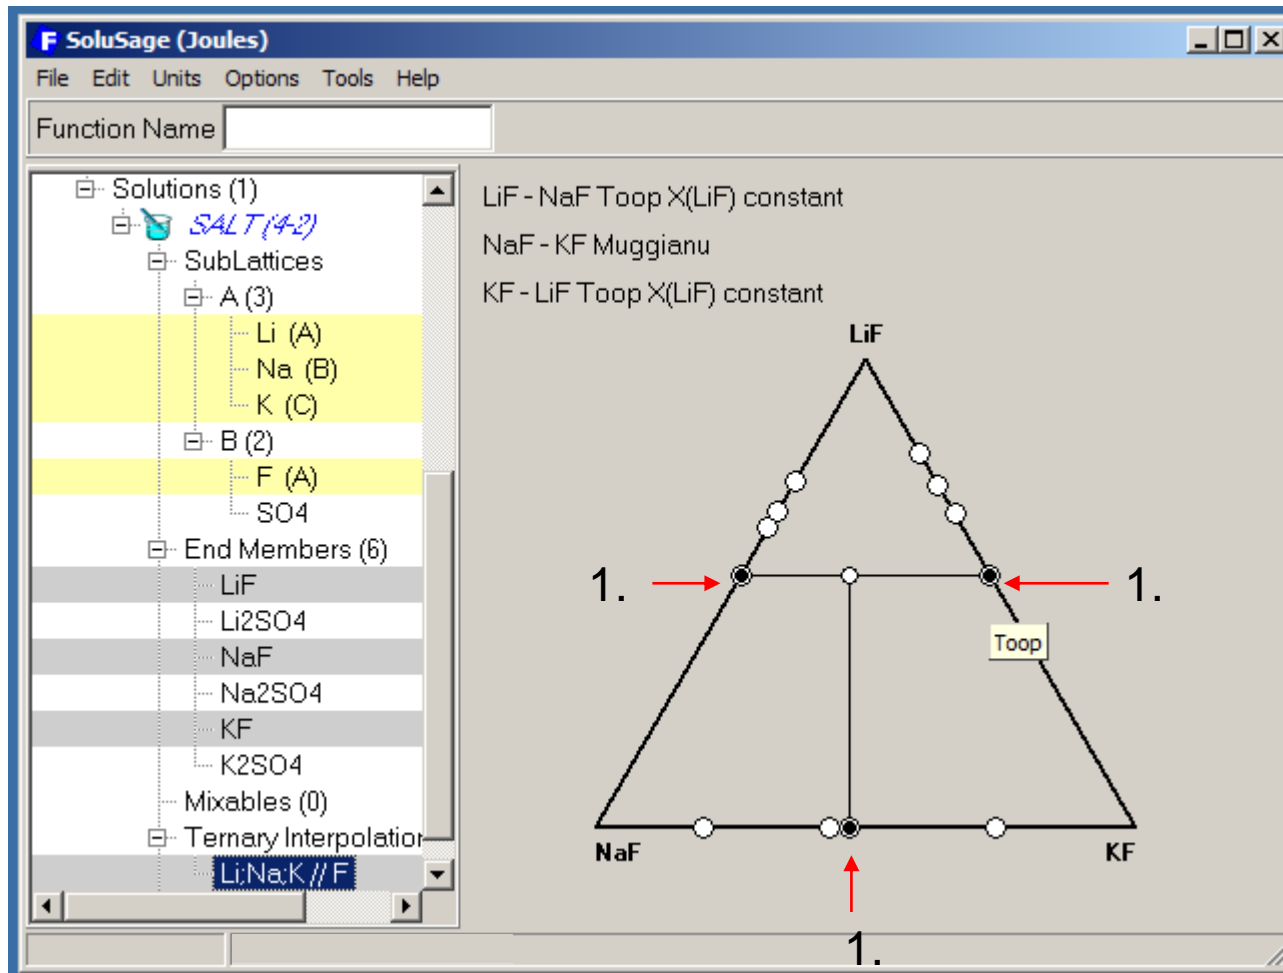 SoluSage (Joules)
File Edit Units Options Tools Help
Function Name
Solutions (1)
SALT (4-2)
SubLattices
A (3)
Li (A)
Na (B)
K (C)
B (2)
F (A)
SO4
End Members (6)
LiF
Li2SO4
NaF
Na2SO4
KF
K2SO4
Mixables (0)
Ternary Interpolation
Li;Na;K // F
LiF - NaF Toop X(LiF) constant
NaF - KF Muggianu
KF - LiF Toop X(LiF) constant
LiF
1. 1.
Toop
NaF KF
1.